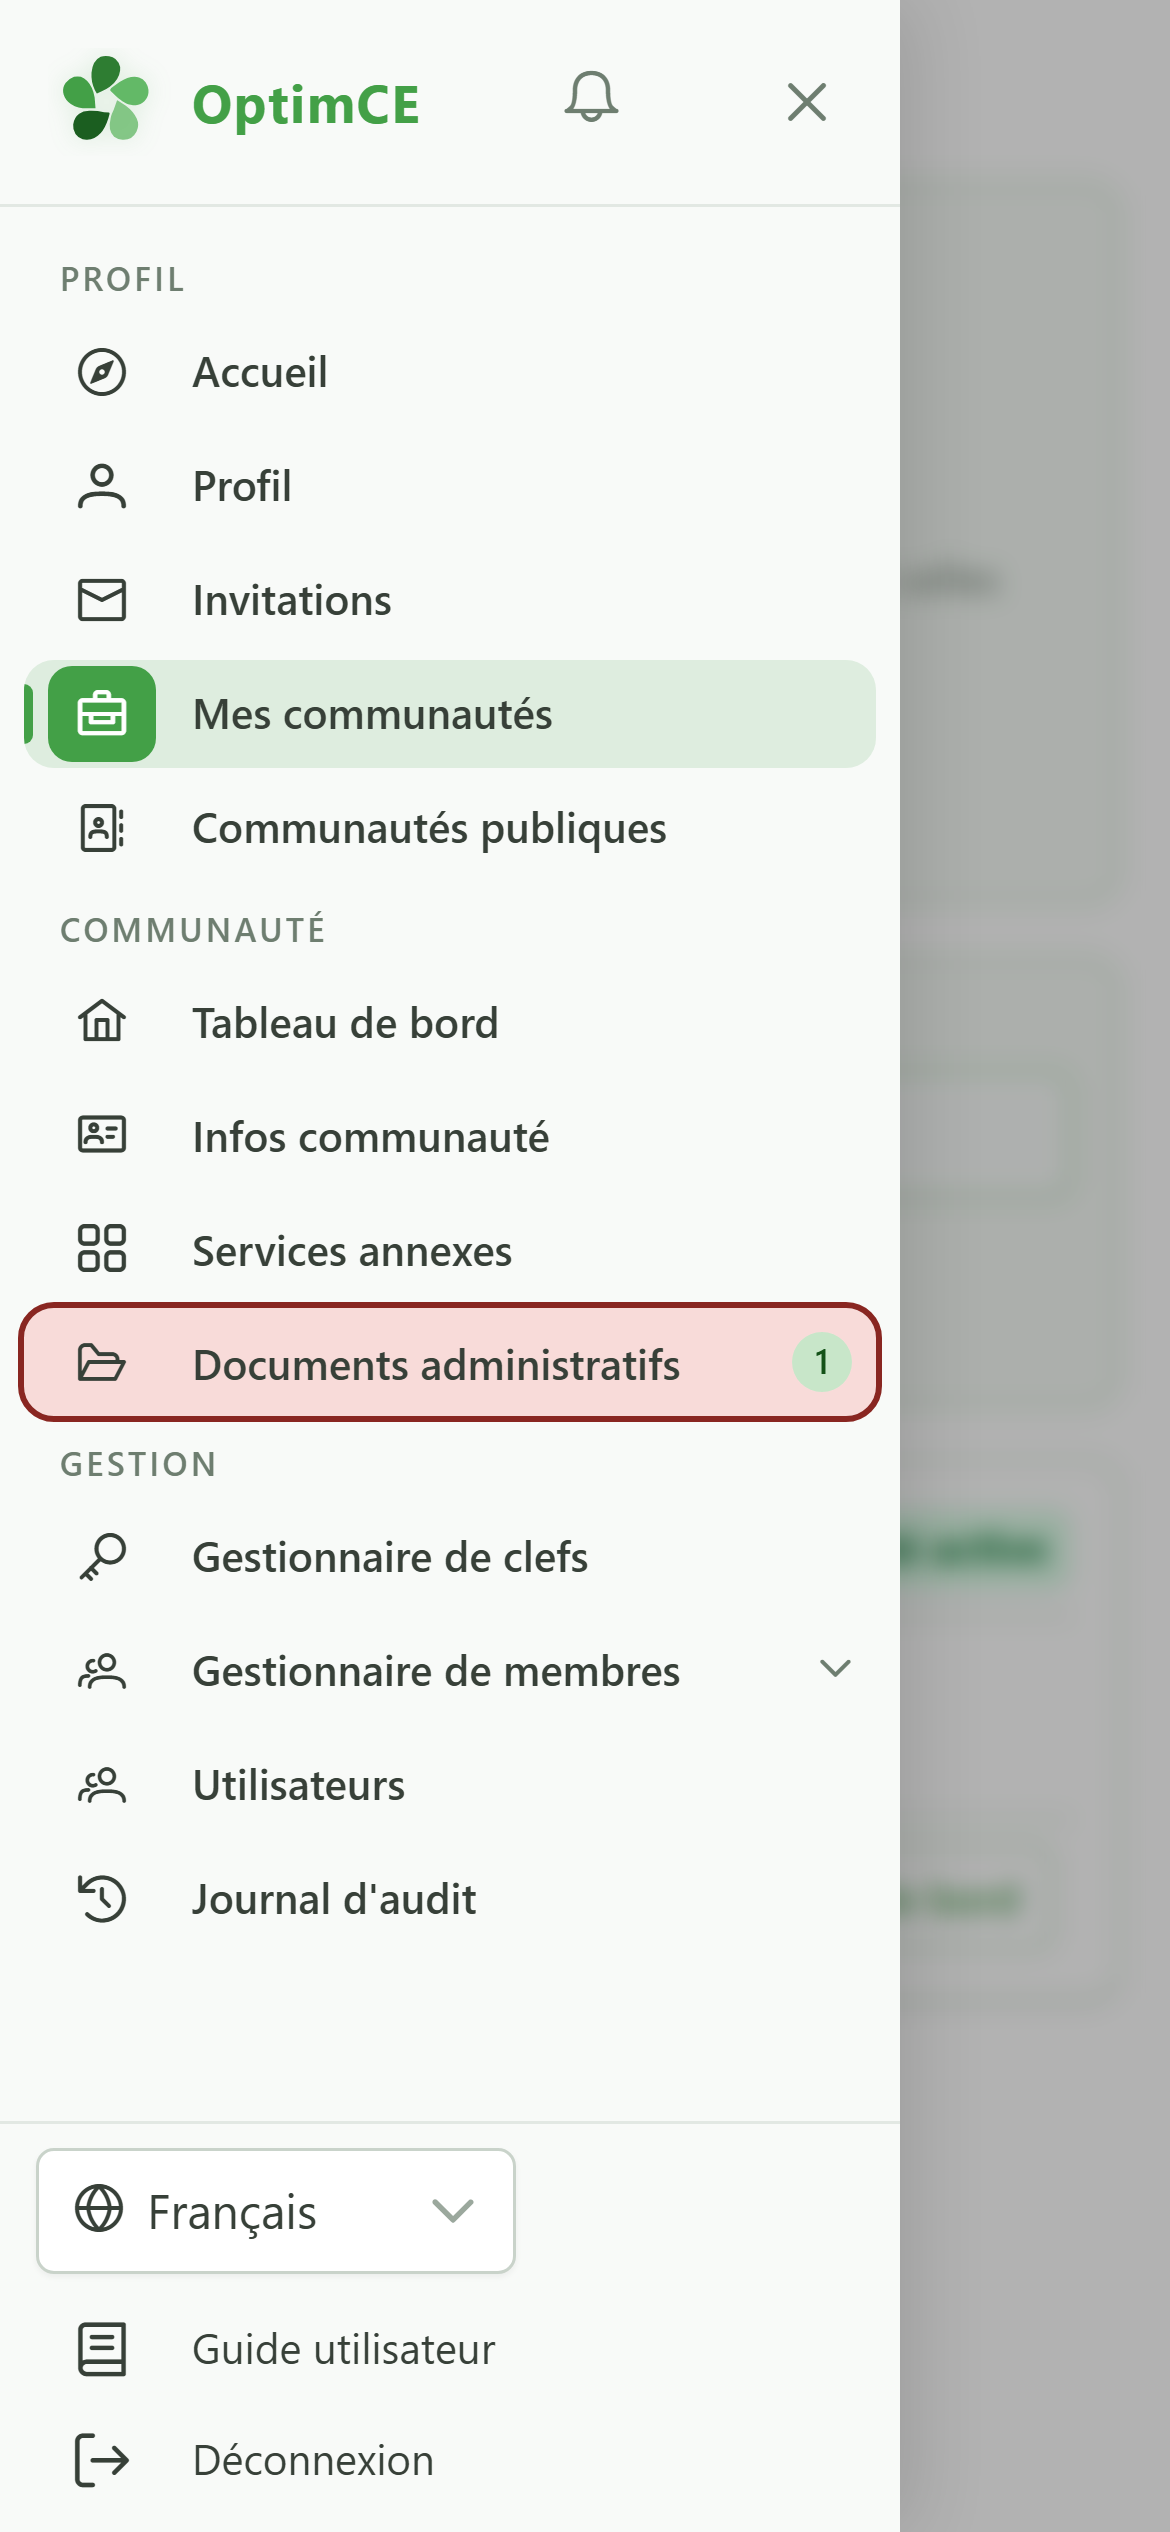 OptimCE
PROFIL
Accueil
Profil
Invitations
Mes communautés
Communautés publiques
COMMUNAUTÉ
Tableau de bord
Infos communauté
Services annexes
Documents administratifs 1
GESTION
Gestionnaire de clefs
Gestionnaire de membres
Utilisateurs
Journal d'audit
Français
Guide utilisateur
Déconnexion